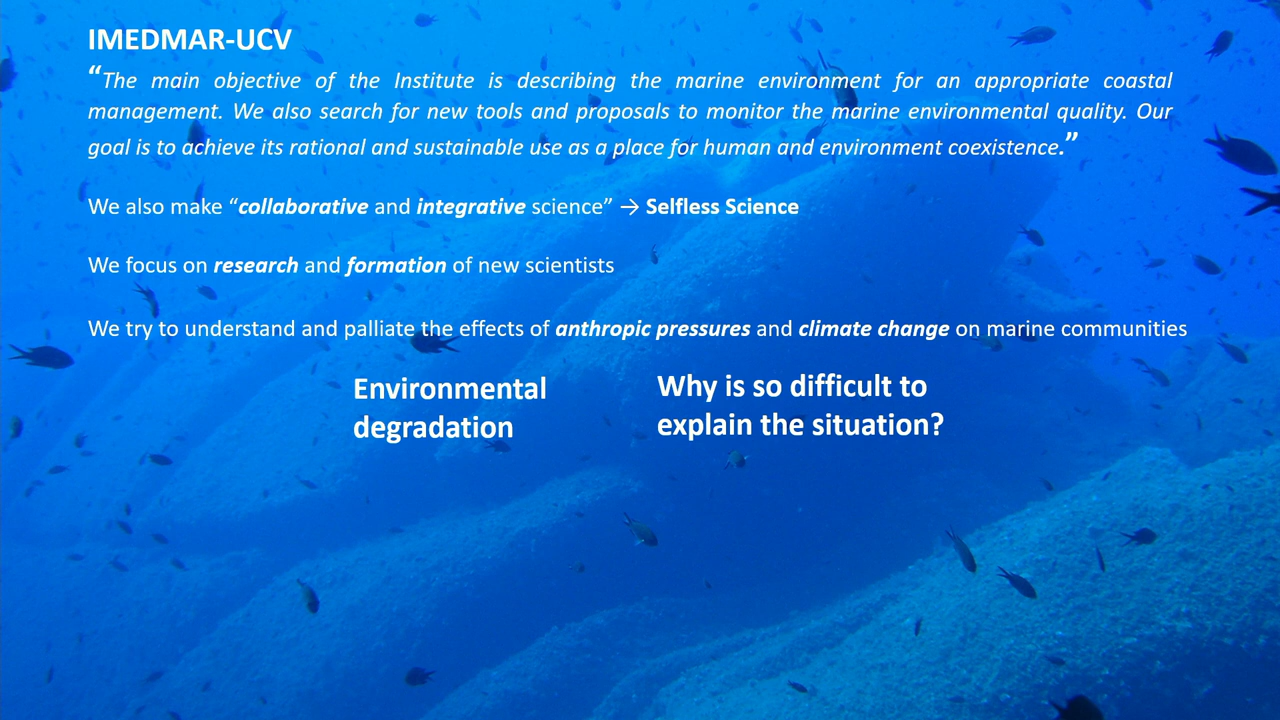 IMEDMAR-UCV
“The main objective of the Institute is describing the marine environment for an appropriate coastal
management. We also search for new tools and proposals to monitor the marine environmental quality. Our
goal is to achieve its rational and sustainable use as a place for human and environment coexistence.”
We also make “collaborative and integrative science” → Selfless Science
We focus on research and formation of new scientists
We try to understand and palliate the effects of anthropic pressures and climate change on marine communities
Environmental
degradation
Why is so difficult to
explain the situation?